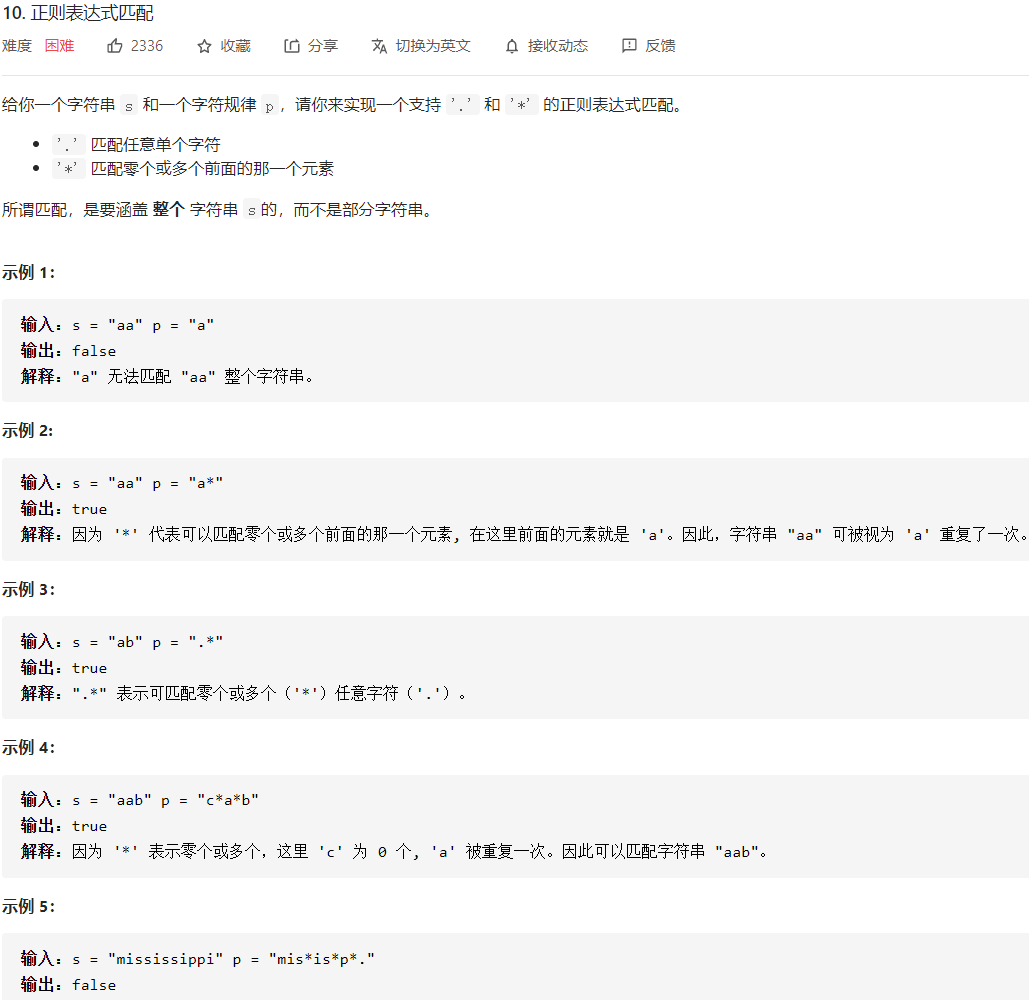 10. 正则表达式匹配
难度 困难 2336 收藏 分享 切换为英文 接收动态 反馈
给你一个字符串 s 和一个字符规律 p，请你来实现一个支持 '.' 和 '*' 的正则表达式匹配。
'.' 匹配任意单个字符
'*' 匹配零个或多个前面的那一个元素
所谓匹配，是要涵盖 整个 字符串 s的，而不是部分字符串。
示例 1：
输入：s = "aa" p = "a"
输出：false
解释："a" 无法匹配 "aa" 整个字符串。
示例 2:
输入：s = "aa" p = "a*"
输出：true
解释：因为 '*' 代表可以匹配零个或多个前面的那一个元素, 在这里前面的元素就是 'a'。因此，字符串 "aa" 可被视为 'a' 重复了一次。
示例 3：
输入：s = "ab" p = ".*"
输出：true
解释：".*" 表示可匹配零个或多个（'*'）任意字符（'.'）。
示例 4：
输入：s = "aab" p = "c*a*b"
输出：true
解释：因为 '*' 表示零个或多个，这里 'c' 为 0 个, 'a' 被重复一次。因此可以匹配字符串 "aab"。
示例 5：
输入：s = "mississippi" p = "mis*is*p*."
输出：false